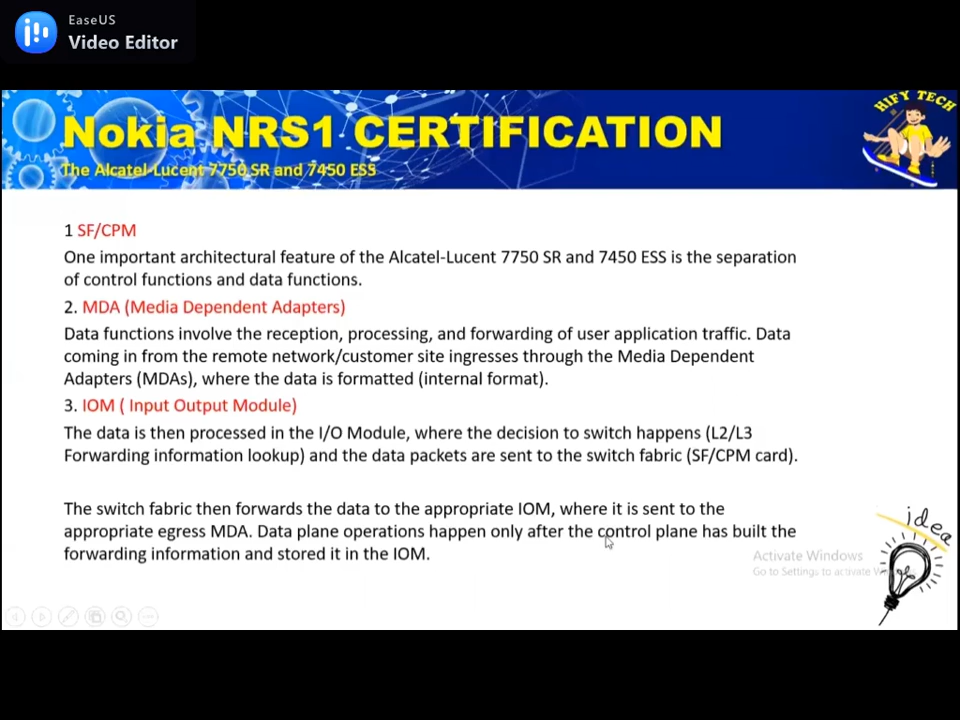 EaseUS
Video Editor
Nokia NRS1 CERTIFICATION
The Alcatel-Lucent 7750 SR and 7450 ESS
HIFY TECH
1 SF/CPM
One important architectural feature of the Alcatel-Lucent 7750 SR and 7450 ESS is the separation
of control functions and data functions.
2. MDA (Media Dependent Adapters)
Data functions involve the reception, processing, and forwarding of user application traffic. Data
coming in from the remote network/customer site ingresses through the Media Dependent
Adapters (MDAs), where the data is formatted (internal format).
3. IOM ( Input Output Module)
The data is then processed in the I/O Module, where the decision to switch happens (L2/L3
Forwarding information lookup) and the data packets are sent to the switch fabric (SF/CPM card).
The switch fabric then forwards the data to the appropriate IOM, where it is sent to the
appropriate egress MDA. Data plane operations happen only after the control plane has built the
forwarding information and stored it in the IOM.
idea
Activate Windows
Go to Settings to activate